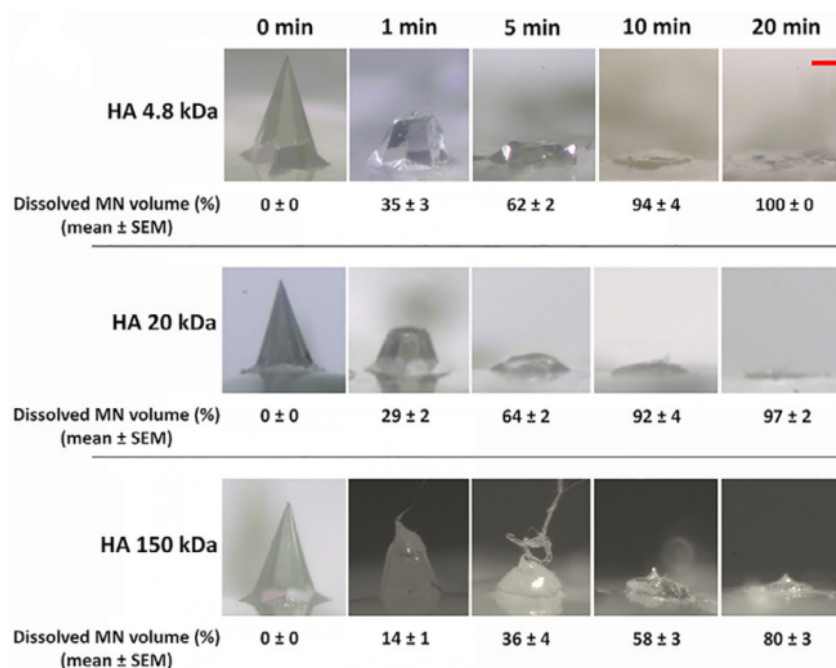 0 min 1 min 5 min 10 min 20 min
HA 4.8 kDa
Dissolved MN volume (%) 0 ± 0 35 ± 3 62 ± 2 94 ± 4 100 ± 0
(mean ± SEM)
HA 20 kDa
Dissolved MN volume (%) 0 ± 0 29 ± 2 64 ± 2 92 ± 4 97 ± 2
(mean ± SEM)
HA 150 kDa
Dissolved MN volume (%) 0 ± 0 14 ± 1 36 ± 4 58 ± 3 80 ± 3
(mean ± SEM)